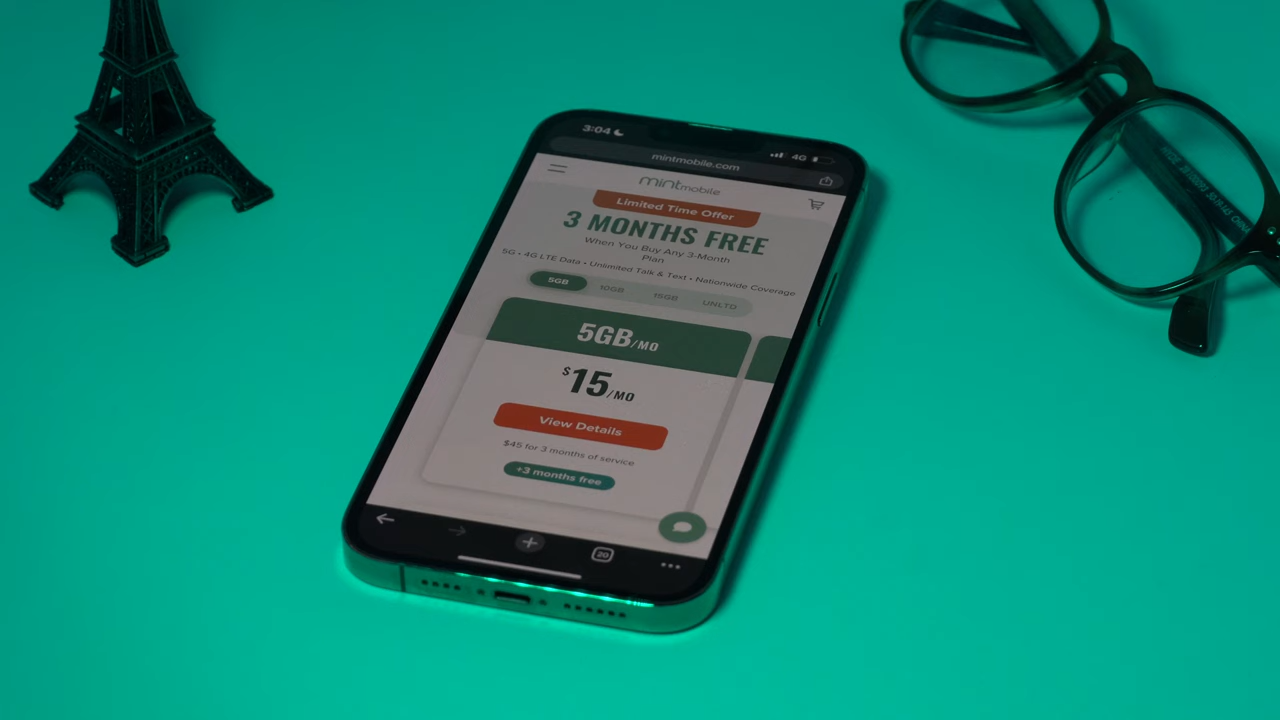 3:04
4G
mintmobile.com
mintmobile
Limited Time Offer
3 MONTHS FREE
When You Buy Any 3-Month
Plan
5G • 4G LTE Data • Unlimited Talk & Text • Nationwide Coverage
5GB 10GB 15GB UNLTD
5GB/MO
$15/MO
View Details
$45 for 3 months of service
+3 months free
20